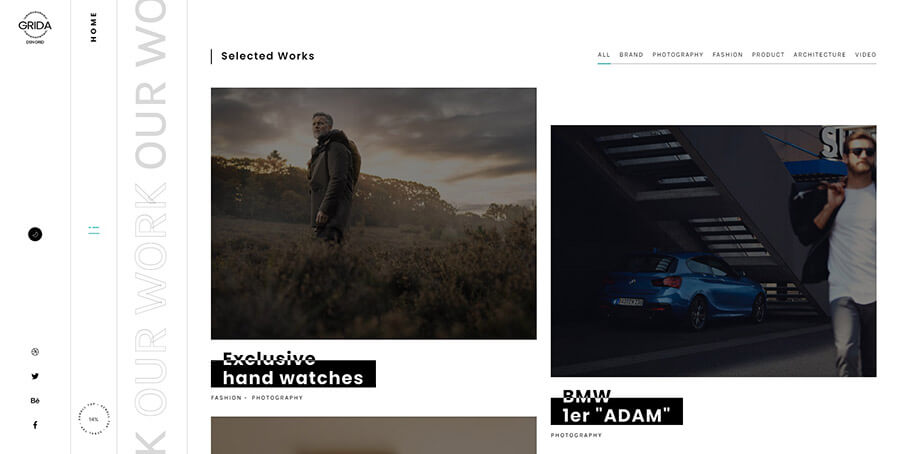 GRIDA
DSN GRID
HOME
OUR WO
OUR WORK
K
14%
Selected Works
ALL BRAND PHOTOGRAPHY FASHION PRODUCT ARCHITECTURE VIDEO
Exclusive
hand watches
FASHION - PHOTOGRAPHY
BMW
1er "ADAM"
PHOTOGRAPHY
Bē